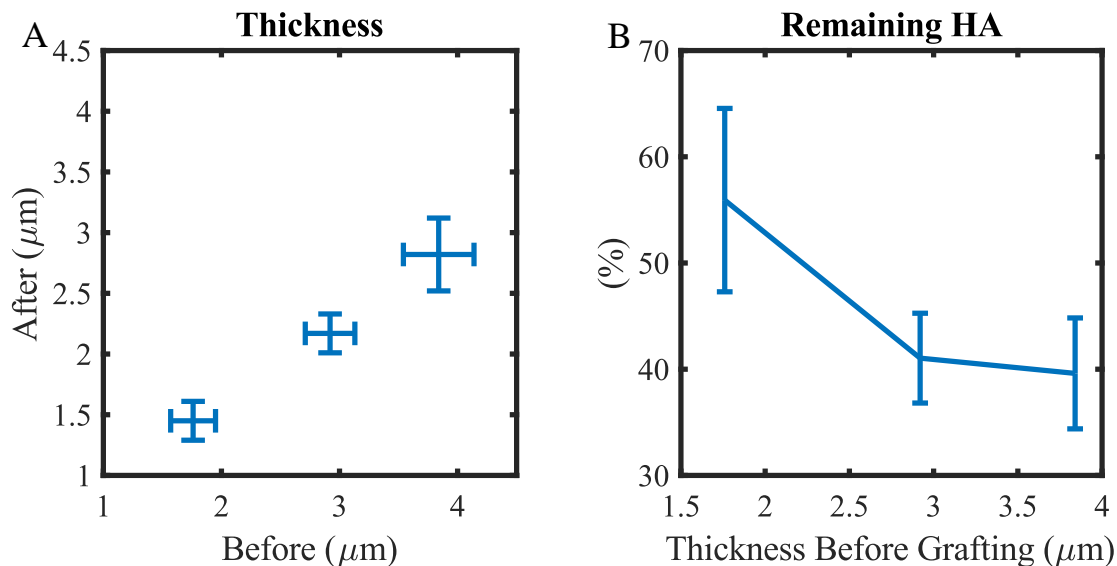 A
Thickness
4.5
4
3.5
3
2.5
2
1.5
1
After (μm)
1 2 3 4
Before (μm)
B
Remaining HA
70
60
50
40
30
(%)
1.5 2 2.5 3 3.5 4
Thickness Before Grafting (μm)